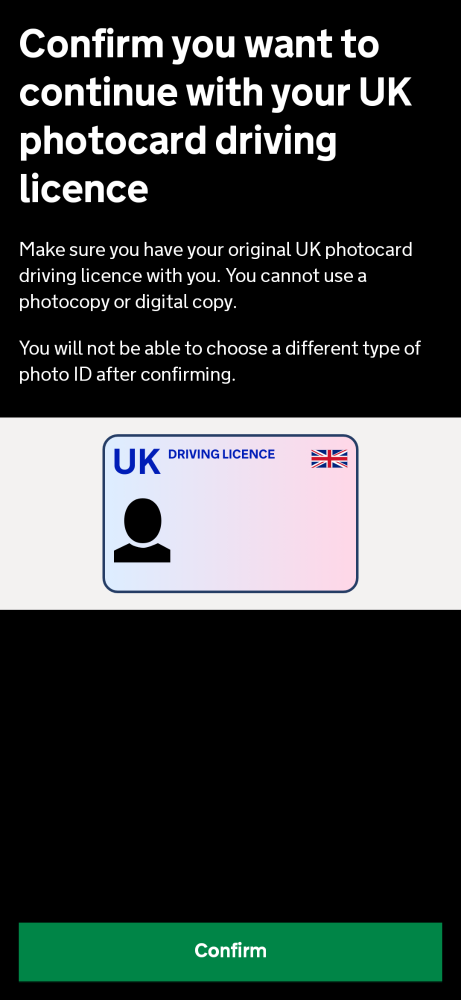 Confirm you want to
continue with your UK
photocard driving
licence
Make sure you have your original UK photocard
driving licence with you. You cannot use a
photocopy or digital copy.
You will not be able to choose a different type of
photo ID after confirming.
UK DRIVING LICENCE
Confirm